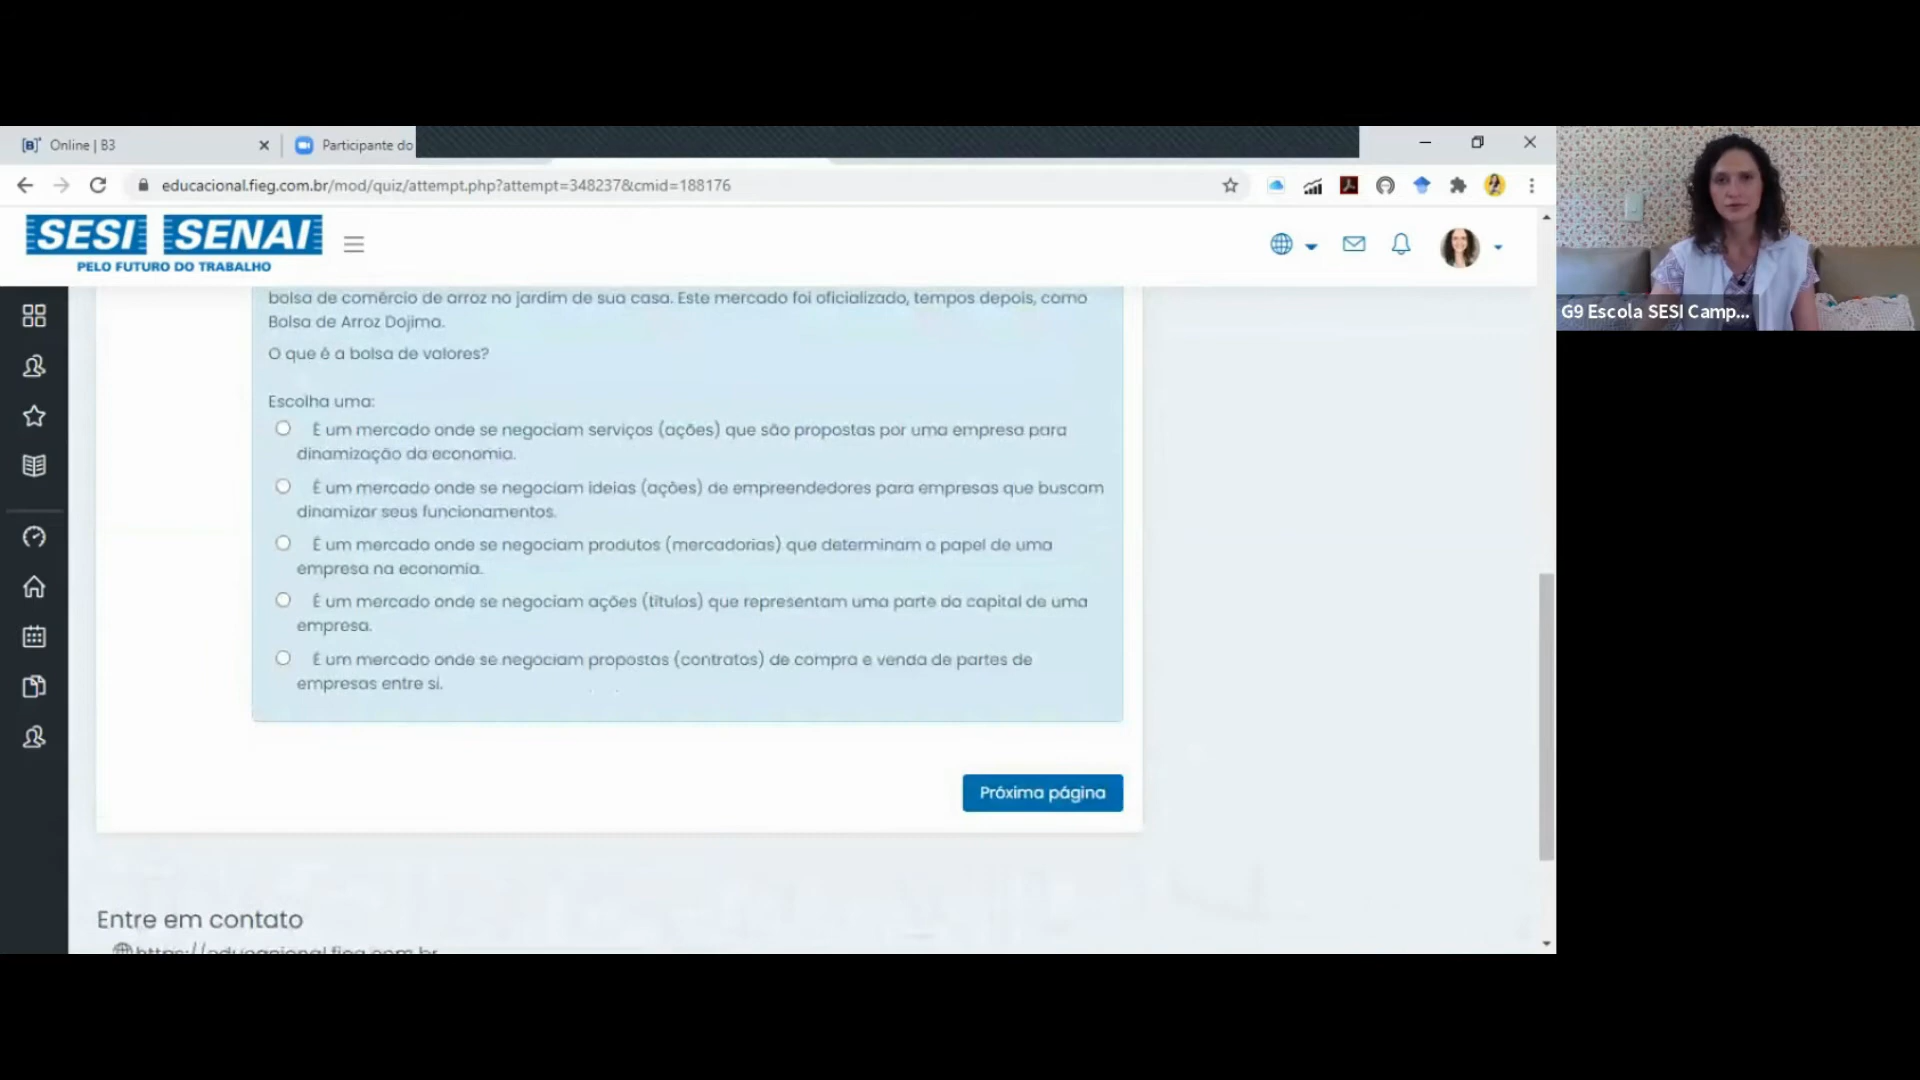 Online | B3
Participante do
educacional.fieg.com.br/mod/quiz/attempt.php?attempt=348237&cmid=188176
SESI SENAI
PELO FUTURO DO TRABALHO
G9 Escola SESI Camp...
bolsa de comércio de arroz no jardim de sua casa. Este mercado foi oficializado, tempos depois, como
Bolsa de Arroz Dojima.
O que é a bolsa de valores?
Escolha uma:
É um mercado onde se negociam serviços (ações) que são propostas por uma empresa para
dinamização da economia.
É um mercado onde se negociam ideias (ações) de empreendedores para empresas que buscam
dinamizar seus funcionamentos.
É um mercado onde se negociam produtos (mercadorias) que determinam o papel de uma
empresa na economia.
É um mercado onde se negociam ações (títulos) que representam uma parte do capital de uma
empresa.
É um mercado onde se negociam propostas (contratos) de compra e venda de partes de
empresas entre si.
Próxima página
Entre em contato
https://educacional.fieg.com.br